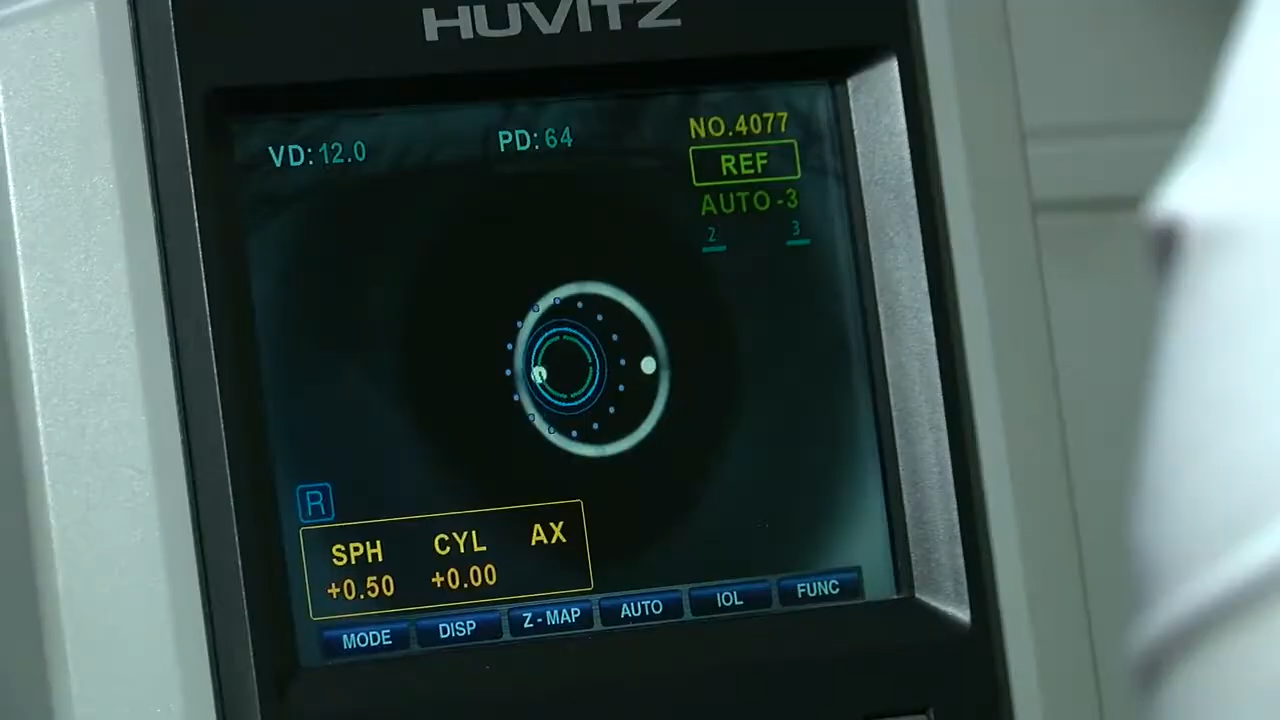 HUVITZ
VD:12.0
PD:64
NO.4077
REF
AUTO-3
2 3
R
SPH CYL AX
+0.50 +0.00
MODE DISP Z-MAP AUTO IOL FUNC